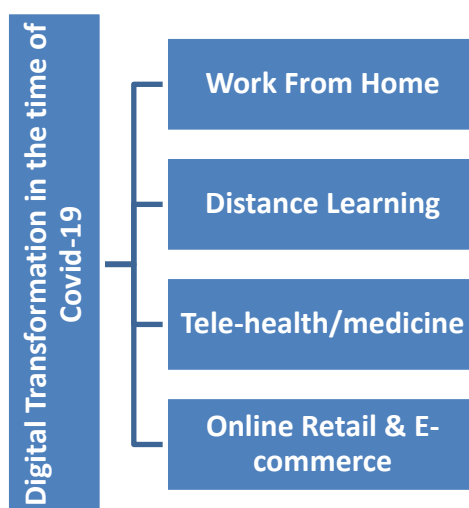 Digital Transformation in the time of
Covid-19
Work From Home
Distance Learning
Tele-health/medicine
Online Retail & E-
commerce